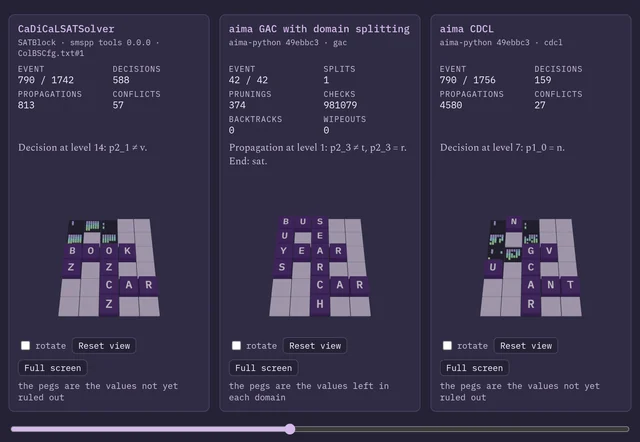 CaDiCaLSATSolver
SATBlock · smspp tools 0.0.0 ·
ColBSCfg.txt#1
EVENT DECISIONS
790 / 1742 588
PROPAGATIONS CONFLICTS
813 57
Decision at level 14: p2_1 ≠ v.
B O O K
Z Z
C C A R
Z
rotate Reset view
Full screen
the pegs are the values not yet
ruled out
aima GAC with domain splitting
aima-python 49ebbc3 · gac
EVENT SPLITS
42 / 42 1
PRUNINGS CHECKS
374 981079
BACKTRACKS WIPEOUTS
0 0
Propagation at level 1: p2_3 ≠ t, p2_3 = r.
End: sat.
B U S
U E
Y E A R
S R
C A R
H
rotate Reset view
Full screen
the pegs are the values left in
each domain
aima CDCL
aima-python 49ebbc3 · cdcl
EVENT DECISIONS
790 / 1756 159
PROPAGATIONS CONFLICTS
4580 27
Decision at level 7: p1_0 = n.
N
G V
U C
A N T
R
rotate Reset view
Full screen
the pegs are the values not yet
ruled out